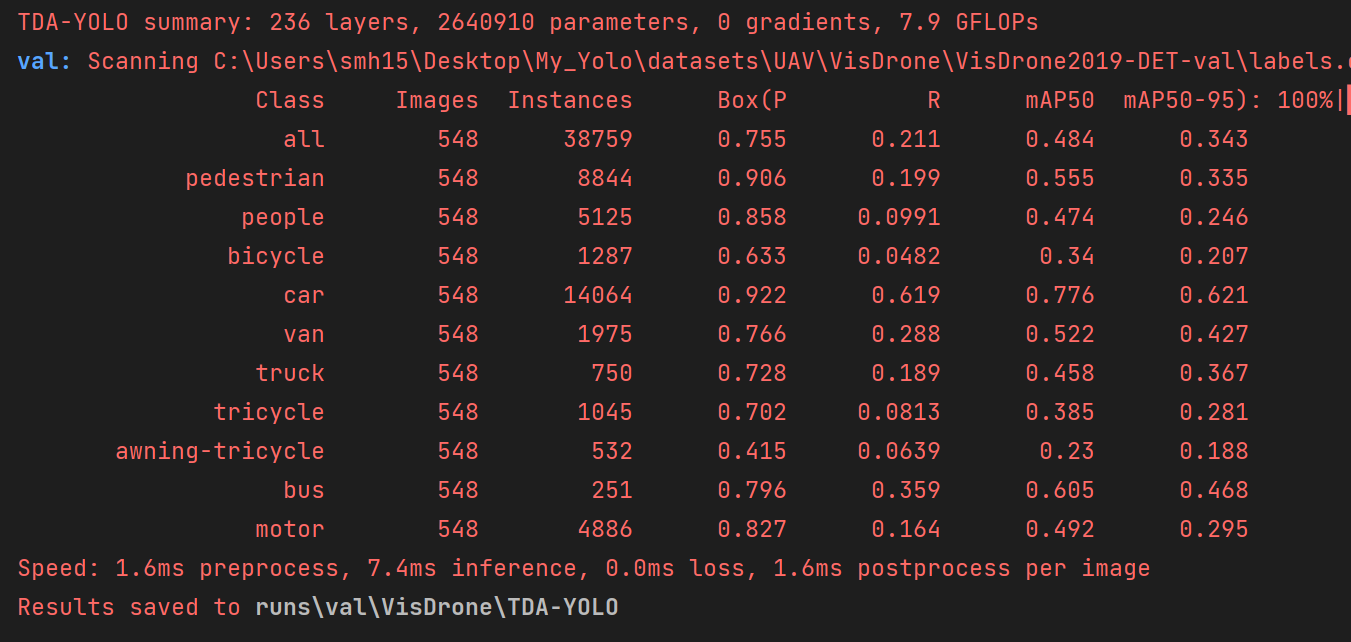 TDA-YOLO summary: 236 layers, 2640910 parameters, 0 gradients, 7.9 GFLOPs
val: Scanning C:\Users\smh15\Desktop\My_Yolo\datasets\UAV\VisDrone\VisDrone2019-DET-val\labels.
Class Images Instances Box(P R mAP50 mAP50-95): 100%|
all 548 38759 0.755 0.211 0.484 0.343
pedestrian 548 8844 0.906 0.199 0.555 0.335
people 548 5125 0.858 0.0991 0.474 0.246
bicycle 548 1287 0.633 0.0482 0.34 0.207
car 548 14064 0.922 0.619 0.776 0.621
van 548 1975 0.766 0.288 0.522 0.427
truck 548 750 0.728 0.189 0.458 0.367
tricycle 548 1045 0.702 0.0813 0.385 0.281
awning-tricycle 548 532 0.415 0.0639 0.23 0.188
bus 548 251 0.796 0.359 0.605 0.468
motor 548 4886 0.827 0.164 0.492 0.295
Speed: 1.6ms preprocess, 7.4ms inference, 0.0ms loss, 1.6ms postprocess per image
Results saved to runs\val\VisDrone\TDA-YOLO